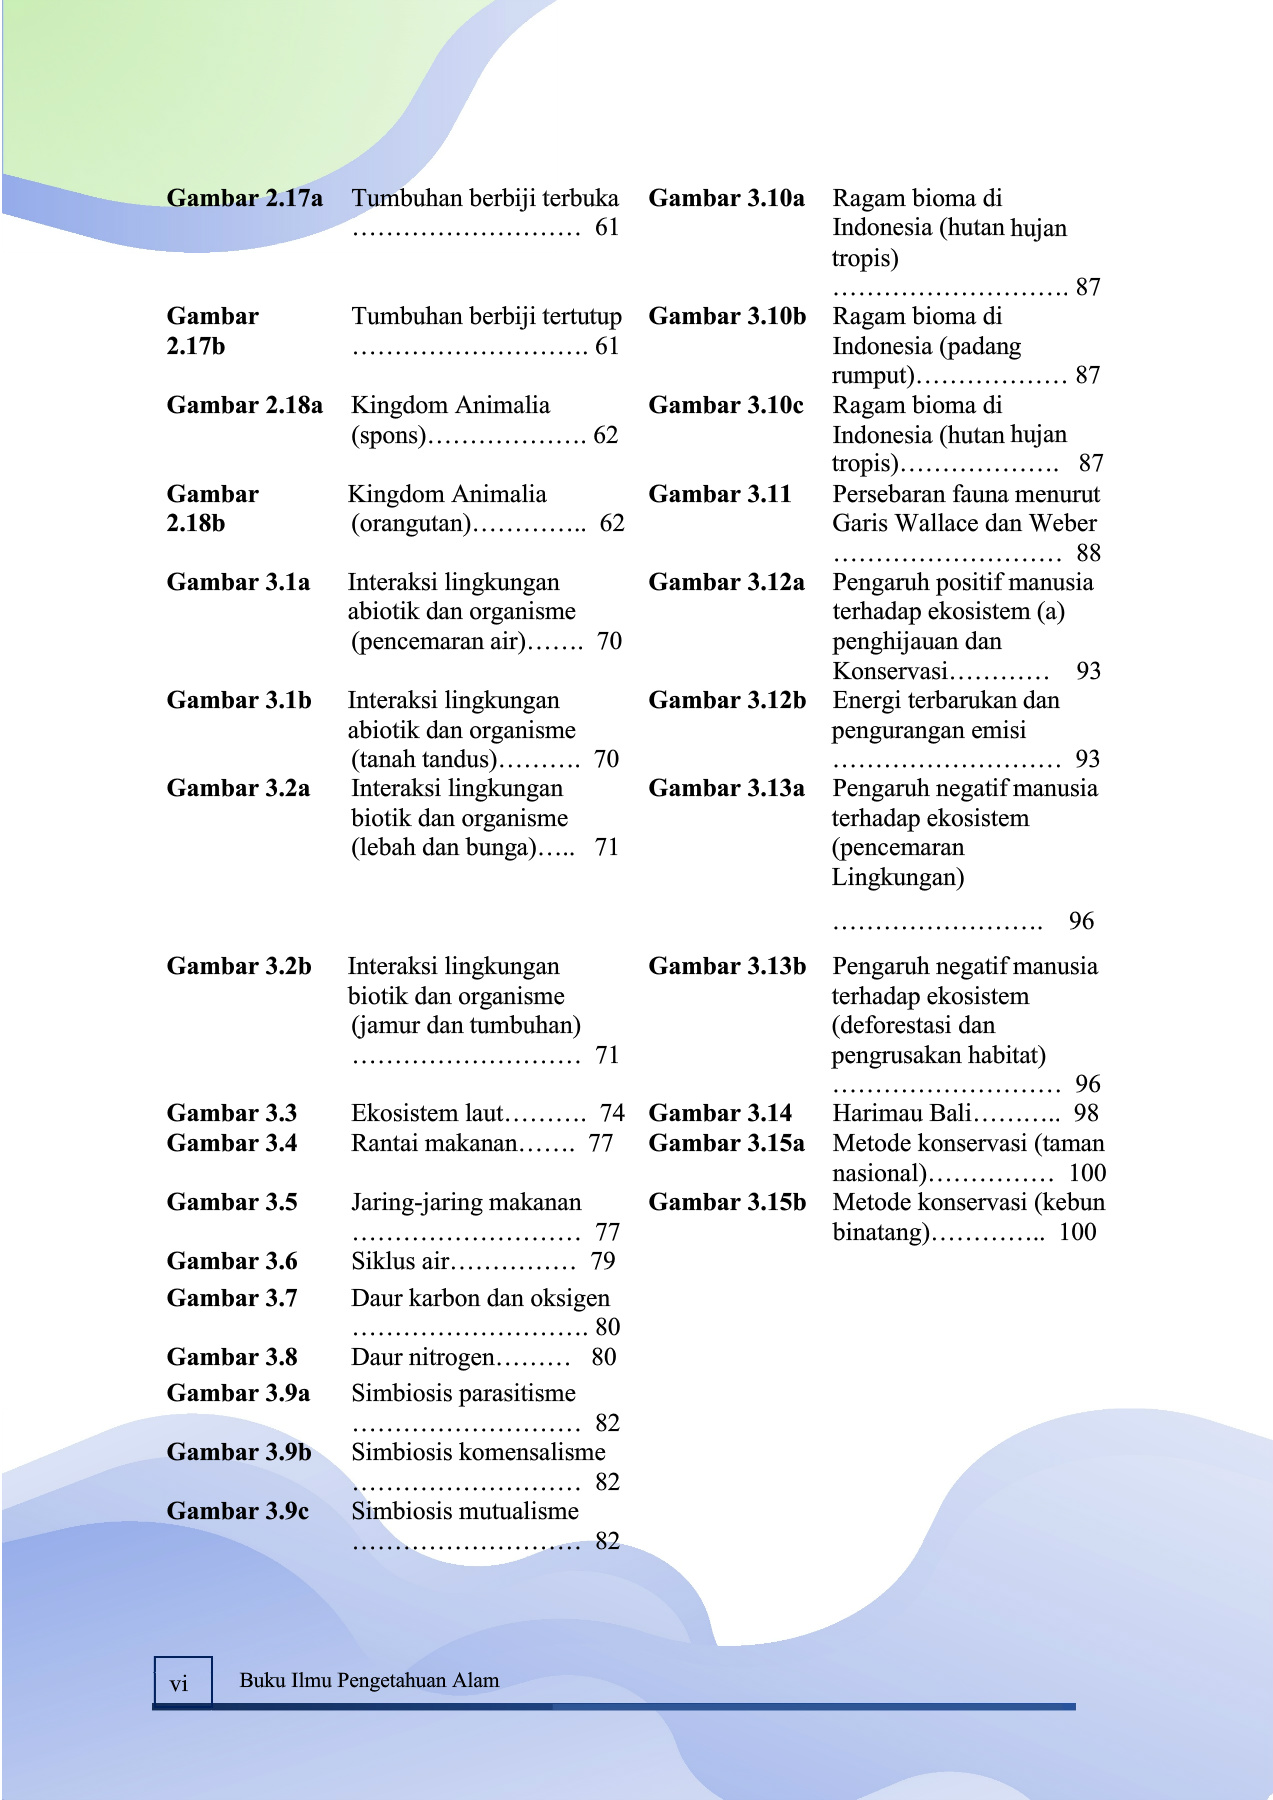 Gambar 2.17a Tumbuhan berbiji terbuka
……………………… 61
Gambar Tumbuhan berbiji tertutup
2.17b ………………………. 61
Gambar 2.18a Kingdom Animalia
(spons)………………. 62
Gambar Kingdom Animalia
2.18b (orangutan)………….. 62
Gambar 3.1a Interaksi lingkungan
abiotik dan organisme
(pencemaran air)……. 70
Gambar 3.1b Interaksi lingkungan
abiotik dan organisme
(tanah tandus)………. 70
Gambar 3.2a Interaksi lingkungan
biotik dan organisme
(lebah dan bunga)….. 71
Gambar 3.2b Interaksi lingkungan
biotik dan organisme
(jamur dan tumbuhan)
……………………… 71
Gambar 3.3 Ekosistem laut………. 74
Gambar 3.4 Rantai makanan……. 77
Gambar 3.5 Jaring-jaring makanan
……………………… 77
Gambar 3.6 Siklus air…………… 79
Gambar 3.7 Daur karbon dan oksigen
………………………. 80
Gambar 3.8 Daur nitrogen……… 80
Gambar 3.9a Simbiosis parasitisme
……………………… 82
Gambar 3.9b Simbiosis komensalisme
……………………… 82
Gambar 3.9c Simbiosis mutualisme
……………………… 82
Gambar 3.10a Ragam bioma di
Indonesia (hutan hujan
tropis)
………………………. 87
Gambar 3.10b Ragam bioma di
Indonesia (padang
rumput)……………… 87
Gambar 3.10c Ragam bioma di
Indonesia (hutan hujan
tropis)………………. 87
Gambar 3.11 Persebaran fauna menurut
Garis Wallace dan Weber
……………………… 88
Gambar 3.12a Pengaruh positif manusia
terhadap ekosistem (a)
penghijauan dan
Konservasi………… 93
Gambar 3.12b Energi terbarukan dan
pengurangan emisi
……………………… 93
Gambar 3.13a Pengaruh negatif manusia
terhadap ekosistem
(pencemaran
Lingkungan)
……………………. 96
Gambar 3.13b Pengaruh negatif manusia
terhadap ekosistem
(deforestasi dan
pengrusakan habitat)
……………………… 96
Gambar 3.14 Harimau Bali……….. 98
Gambar 3.15a Metode konservasi (taman
nasional)…………… 100
Gambar 3.15b Metode konservasi (kebun
binatang)………….. 100
vi Buku Ilmu Pengetahuan Alam